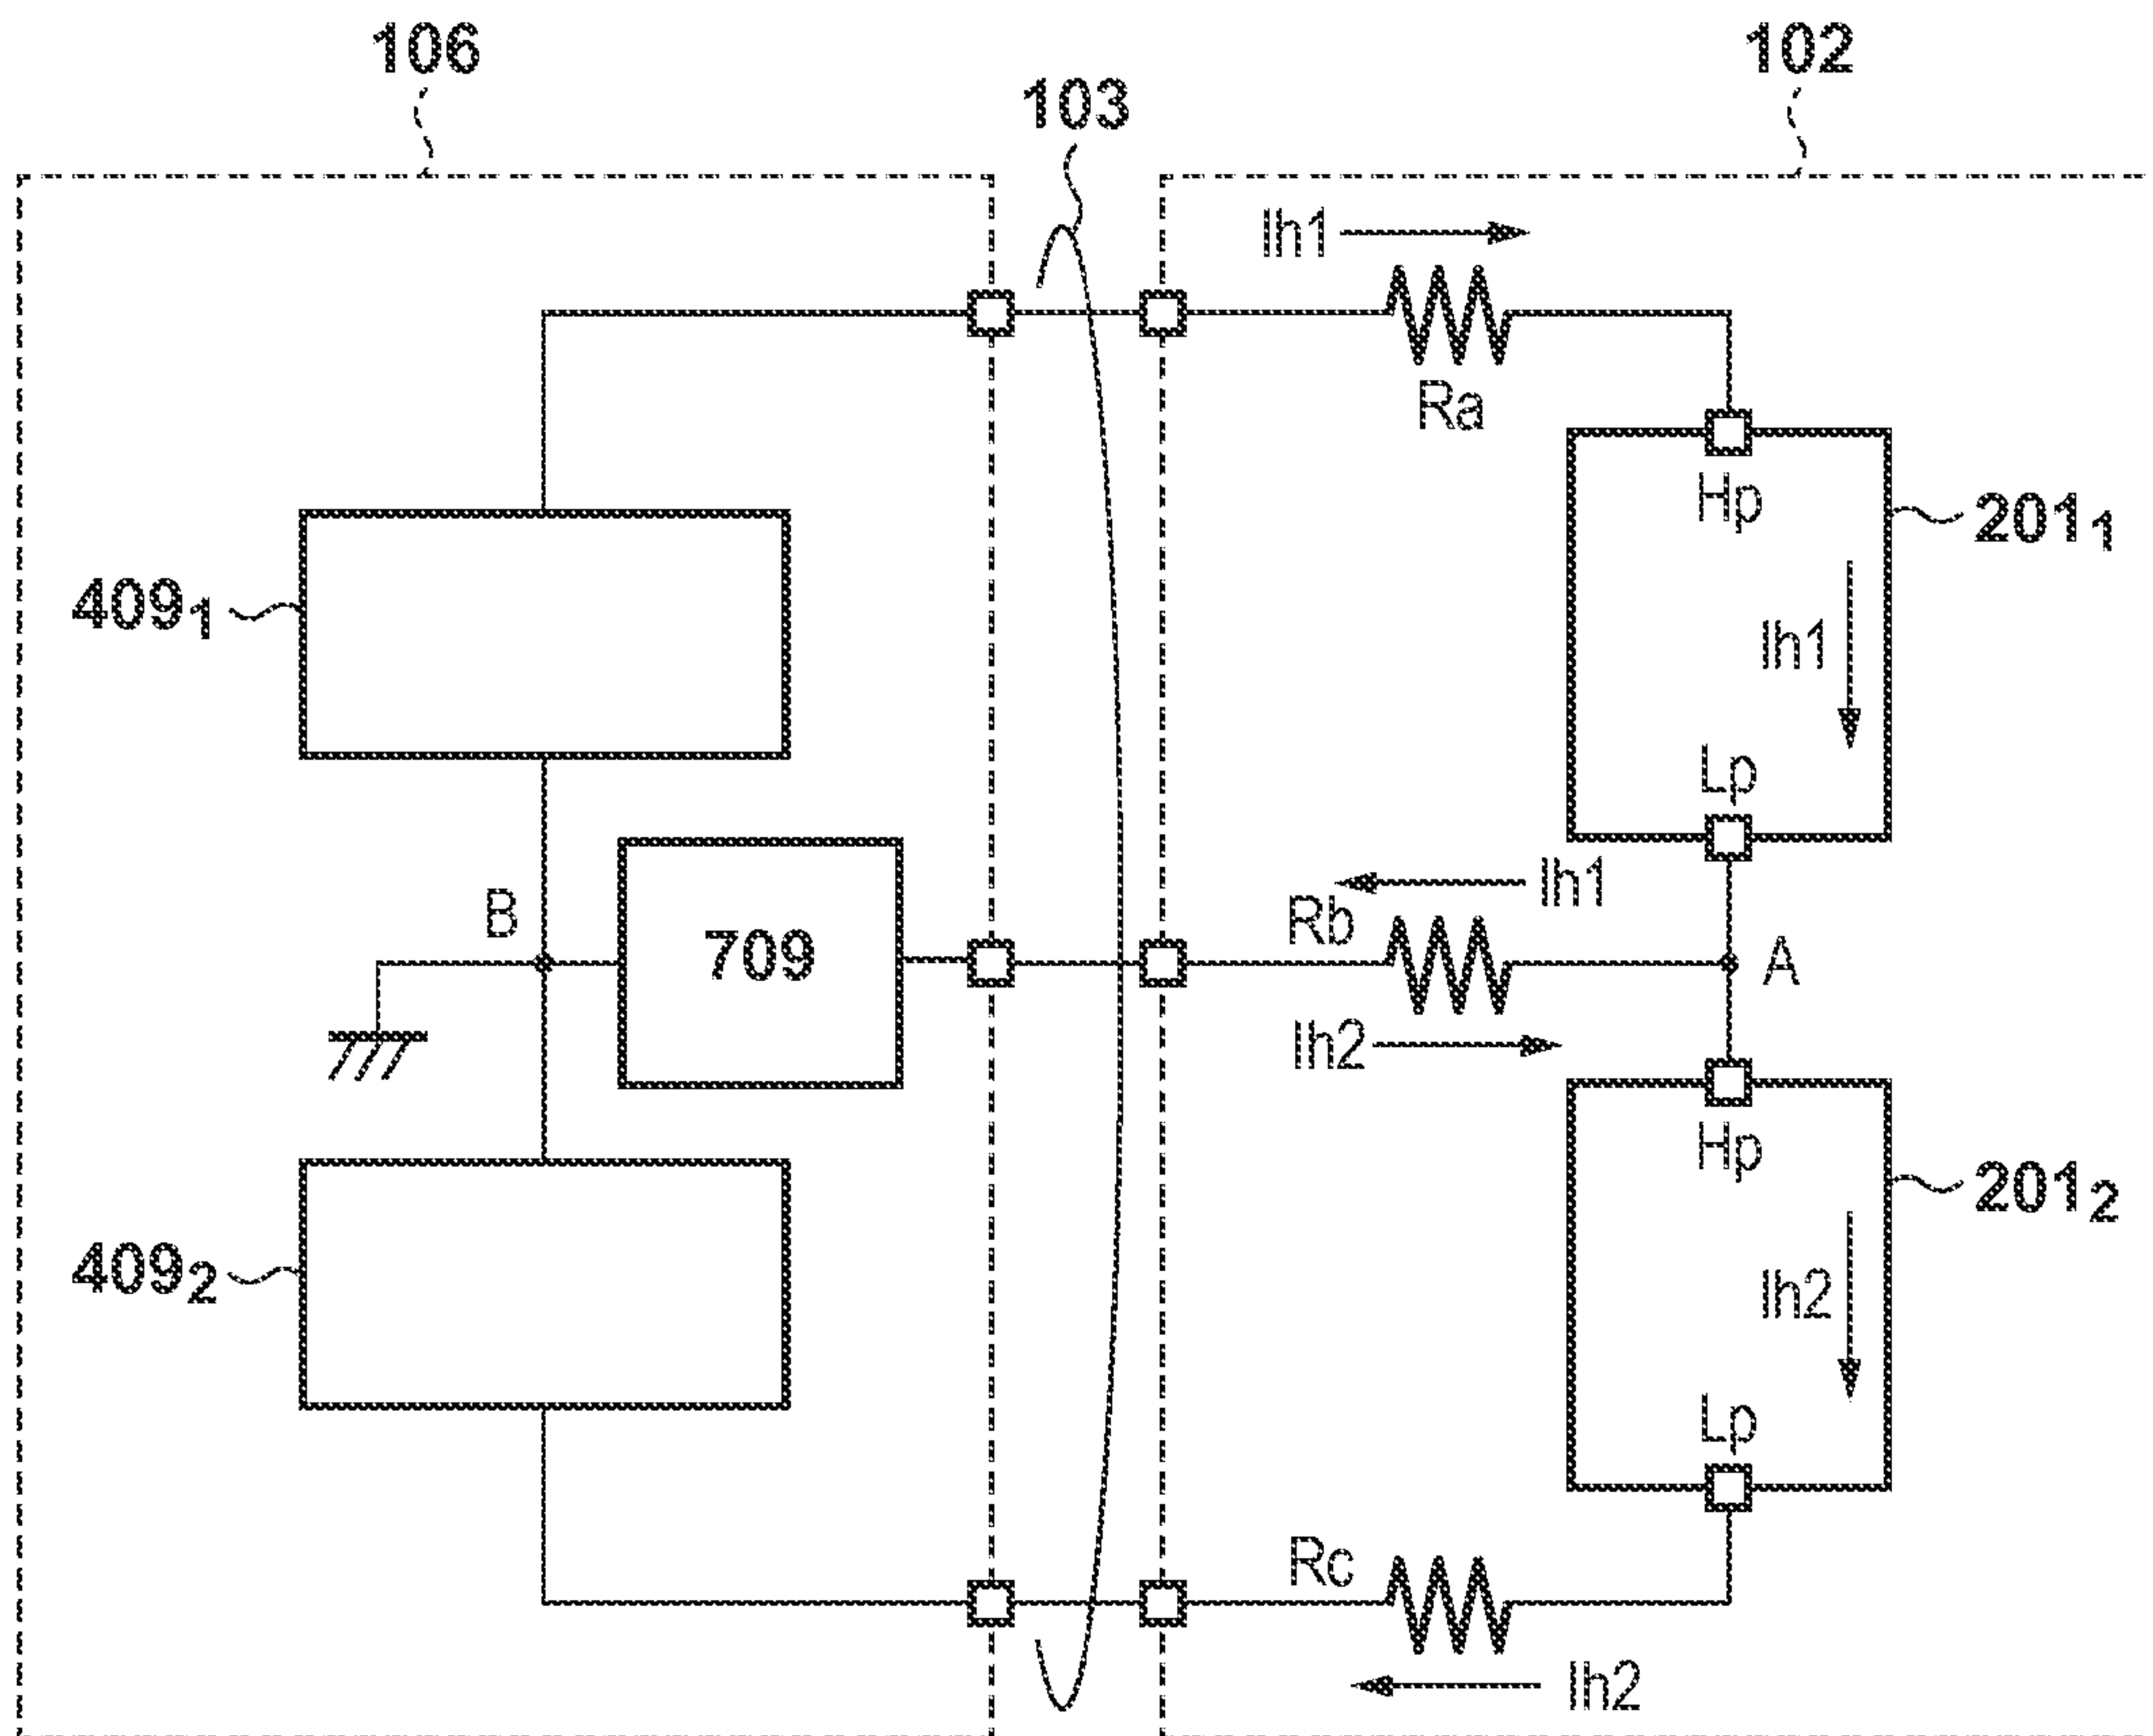 106
102
103
Ih1
Ra
Hp
201₁
409₁
Ih1
Lp
Ih1
B
709
Rb
A
Ih2
Hp
201₂
409₂
Ih2
Lp
Rc
Ih2